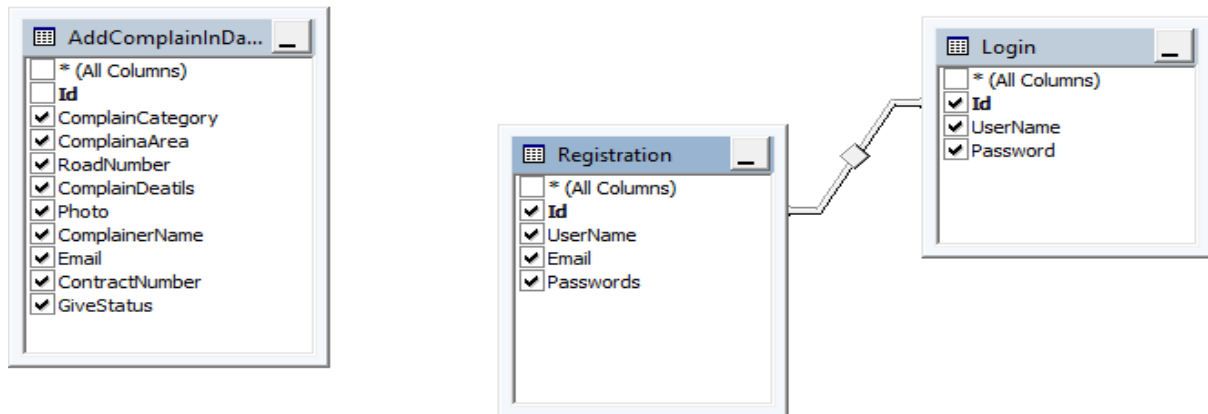 AddComplainInDa...
* (All Columns)
Id
ComplainCategory
ComplainaArea
RoadNumber
ComplainDeatils
Photo
ComplainerName
Email
ContractNumber
GiveStatus
Registration
* (All Columns)
Id
UserName
Email
Passwords
Login
* (All Columns)
Id
UserName
Password